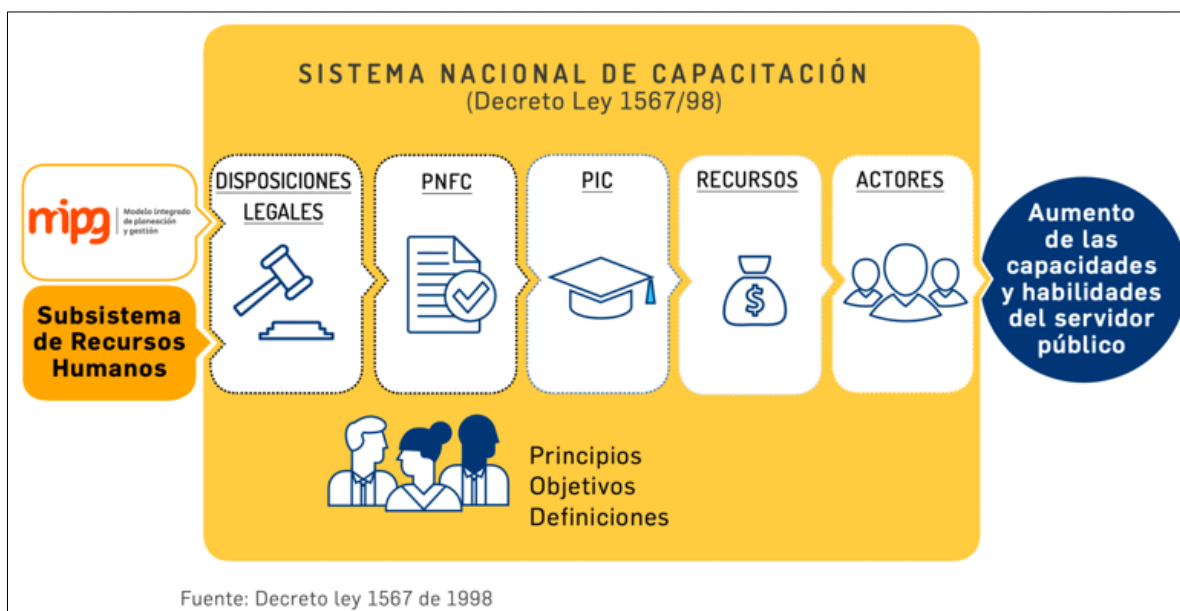 SISTEMA NACIONAL DE CAPACITACIÓN
(Decreto Ley 1567/98)
mipg
Modelo integrado
de planeación
y gestión
Subsistema
de Recursos
Humanos
DISPOSICIONES
LEGALES
PNFC
PIC
RECURSOS
$
ACTORES
Aumento
de las
capacidades
y habilidades
del servidor
público
Principios
Objetivos
Definiciones
Fuente: Decreto ley 1567 de 1998